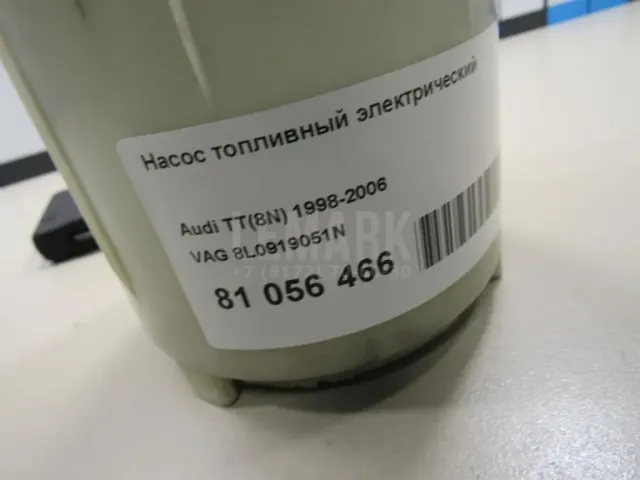 Насос топливный электрический
Audi TT(8N) 1998-2006
VAG 8L0919051N
81 056 466